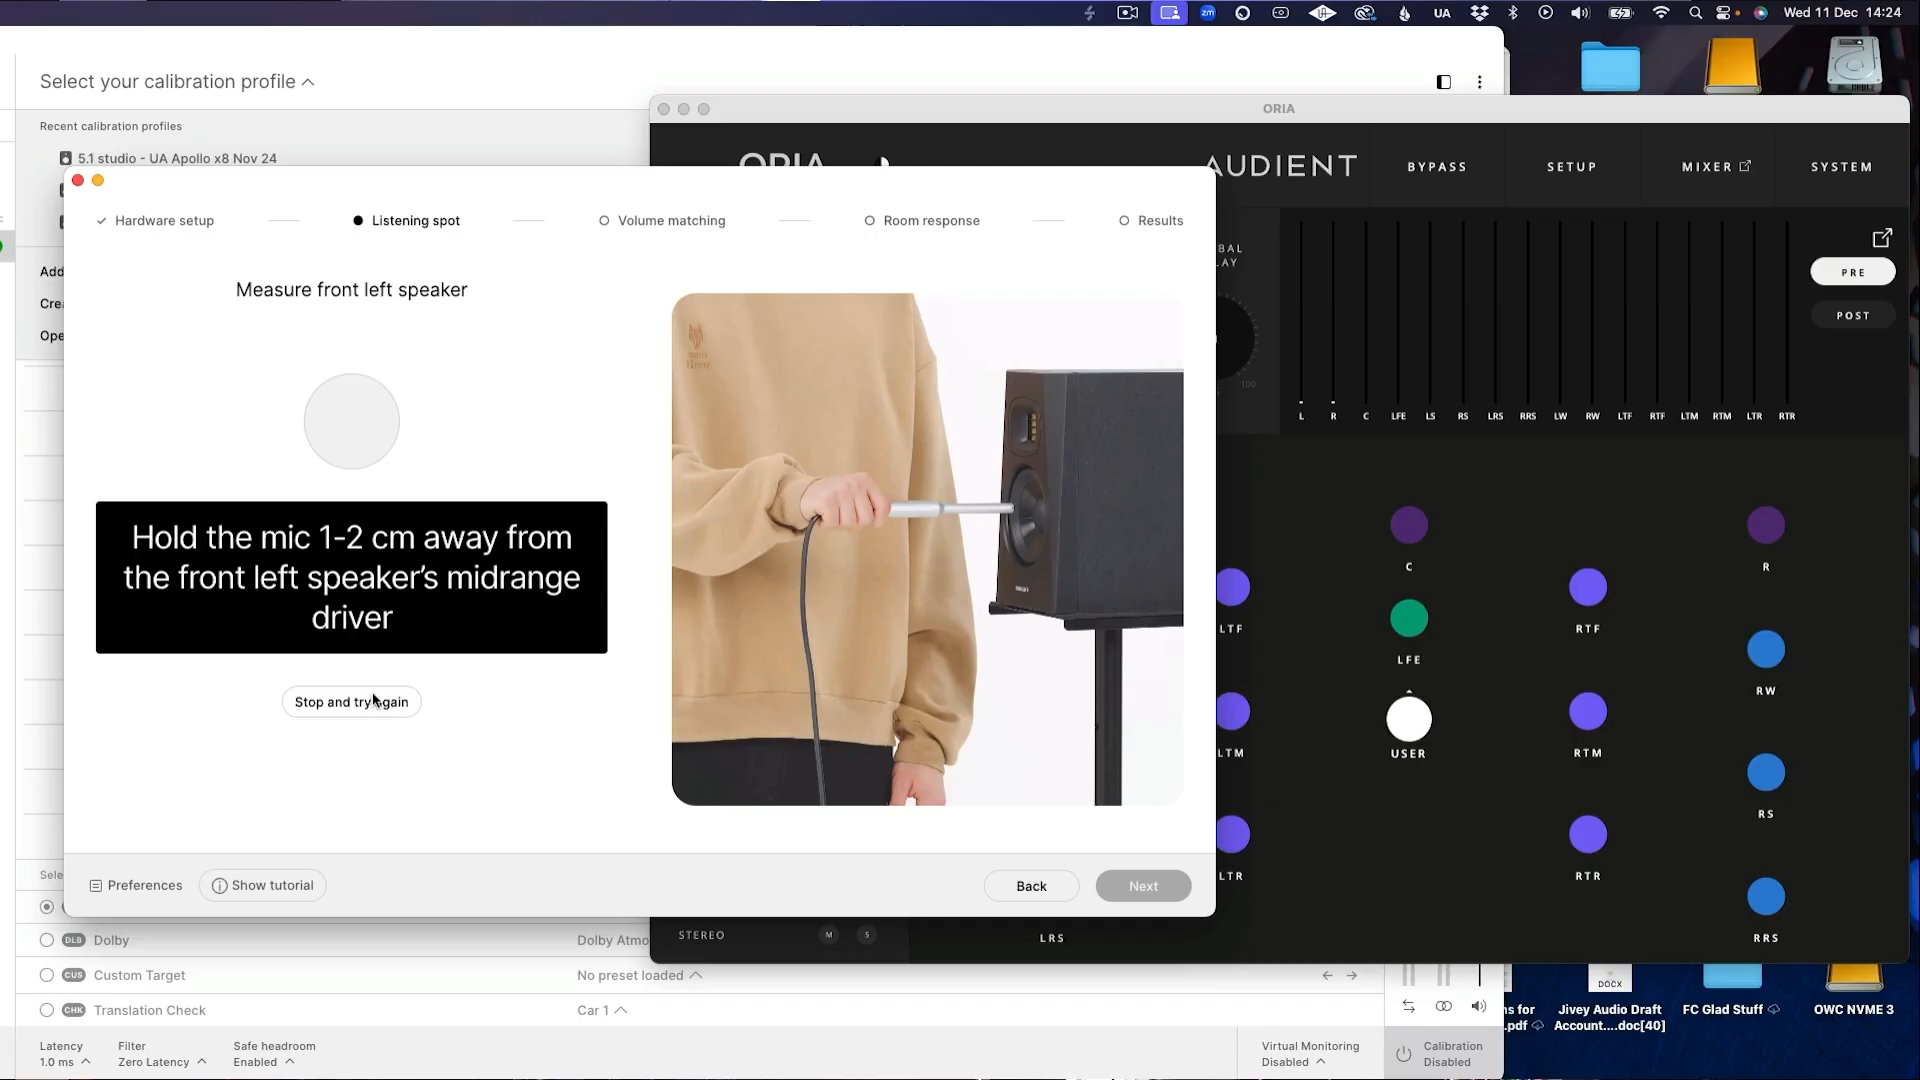 UA
Wed 11 Dec 14:24
Select your calibration profile
Recent calibration profiles
5.1 studio - UA Apollo x8 Nov 24
ORIA
ORIA
AUDIENT
BYPASS
SETUP
MIXER
SYSTEM
Hardware setup
Listening spot
Volume matching
Room response
Results
PRE
POST
100
L R C LFE LS RS LRS RRS LW RW LTF RTF LTM RTM LTR RTR
Measure front left speaker
Hold the mic 1-2 cm away from
the front left speaker's midrange
driver
Stop and try again
Preferences
Show tutorial
Back
Next
C
R
LTF
RTF
LFE
RW
LTM
USER
RTM
RS
LTR
RTR
RRS
STEREO
M
S
LRS
DLB Dolby
CUS Custom Target
No preset loaded
CHK Translation Check
Car 1
Latency
1.0 ms
Filter
Zero Latency
Safe headroom
Enabled
Virtual Monitoring
Disabled
Calibration
Disabled
DOCX
Jivey Audio Draft
Account....doc[40]
FC Glad Stuff
OWC NVME 3